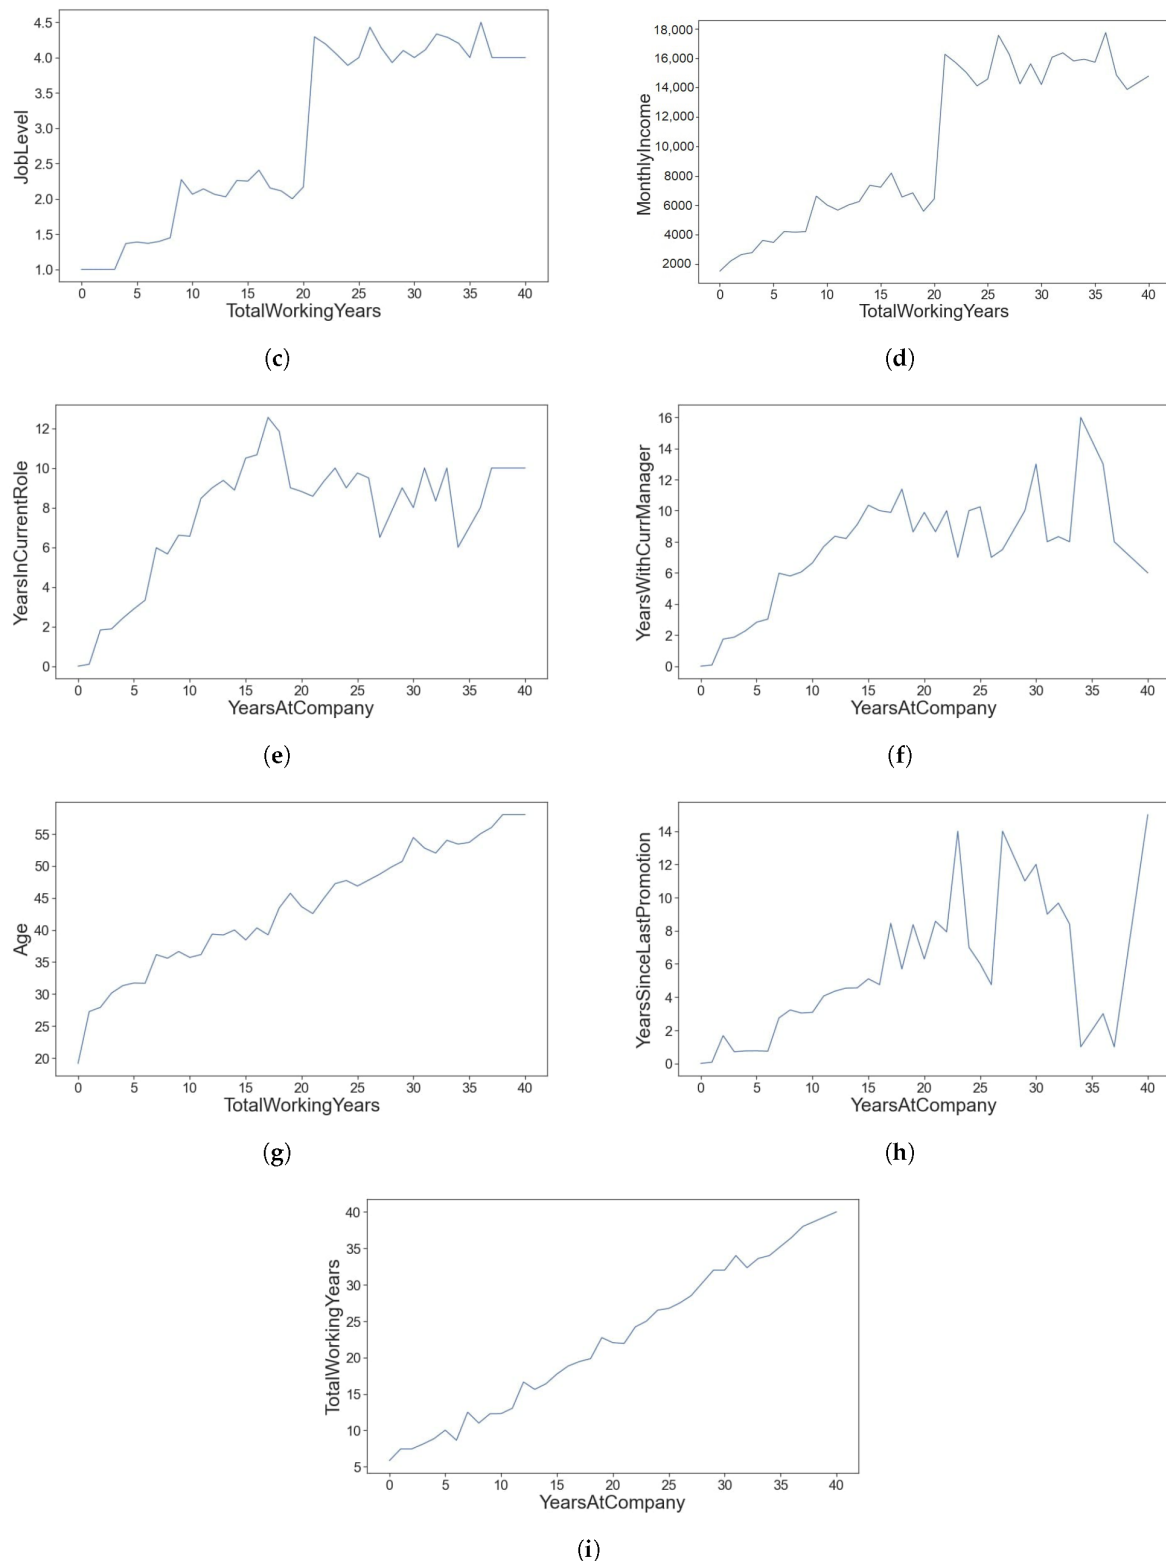 4.5
4.0
3.5
3.0
2.5
2.0
1.5
1.0
JobLevel
0 5 10 15 20 25 30 35 40
TotalWorkingYears
(c)
18,000
16,000
14,000
12,000
10,000
8000
6000
4000
2000
MonthlyIncome
0 5 10 15 20 25 30 35 40
TotalWorkingYears
(d)
12
10
8
6
4
2
0
YearsInCurrentRole
0 5 10 15 20 25 30 35 40
YearsAtCompany
(e)
16
14
12
10
8
6
4
2
0
YearsWithCurrManager
0 5 10 15 20 25 30 35 40
YearsAtCompany
(f)
55
50
45
40
35
30
25
20
Age
0 5 10 15 20 25 30 35 40
TotalWorkingYears
(g)
14
12
10
8
6
4
2
0
YearsSinceLastPromotion
0 5 10 15 20 25 30 35 40
YearsAtCompany
(h)
40
35
30
25
20
15
10
5
TotalWorkingYears
0 5 10 15 20 25 30 35 40
YearsAtCompany
(i)